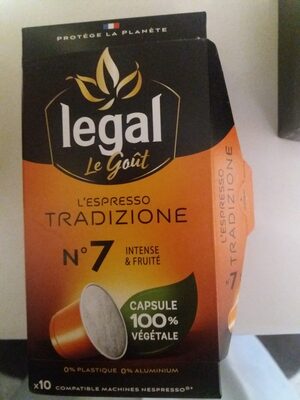 PROTÈGE LA PLANÈTE
legal
Le Goût
L'ESPRESSO
TRADIZIONE
N°7 INTENSE
& FRUITÉ
CAPSULE
100%
VÉGÉTALE
0% PLASTIQUE 0% ALUMINIUM
x10 COMPATIBLE MACHINES NESPRESSO®*
L'ESPRESSO
TRADIZIONE
N°7